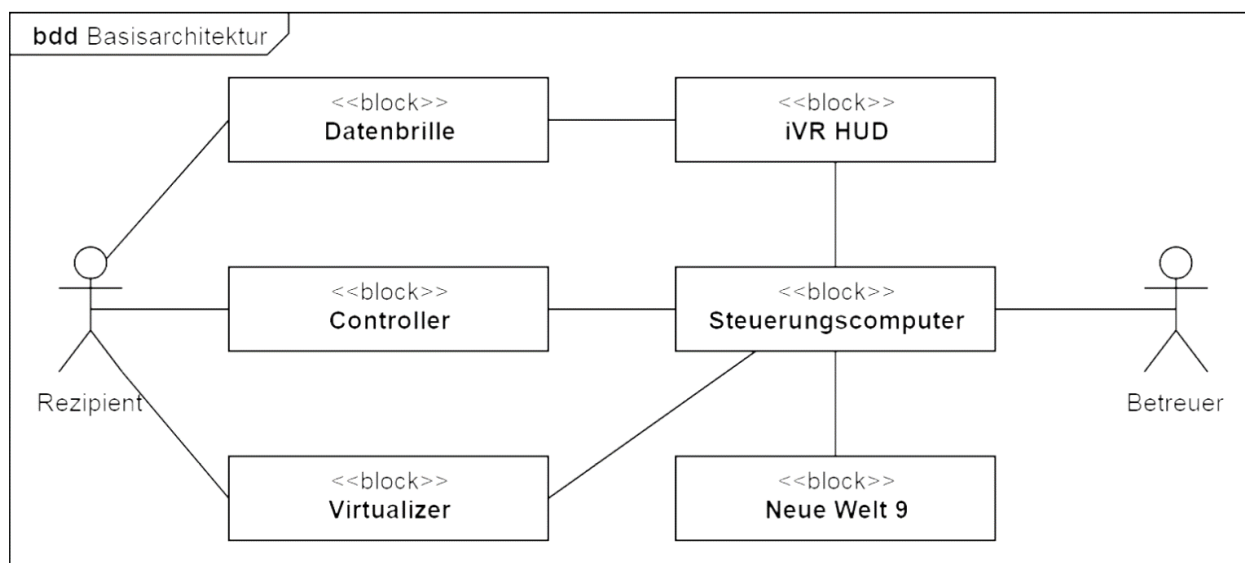 bdd Basisarchitektur
<<block>>
Datenbrille
<<block>>
iVR HUD
<<block>>
Controller
<<block>>
Steuerungscomputer
Rezipient
Betreuer
<<block>>
Virtualizer
<<block>>
Neue Welt 9